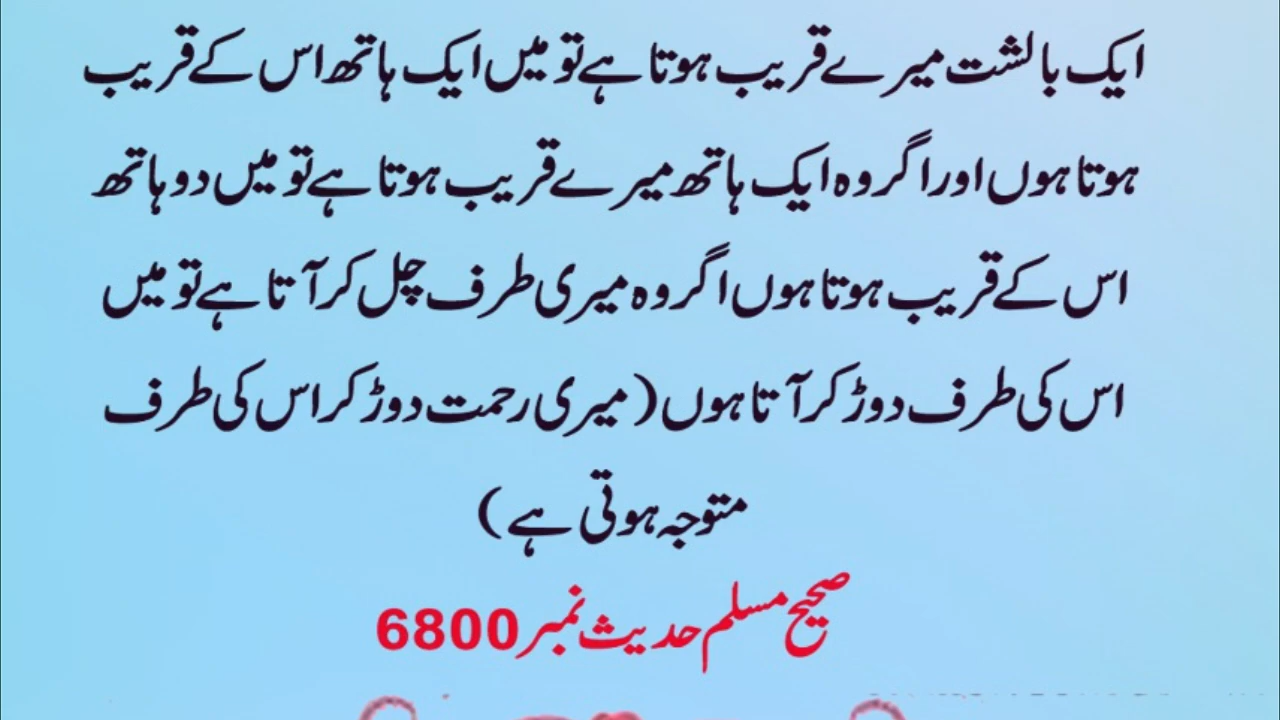 ایک بالشت میرے قریب ہوتا ہے تو میں ایک ہاتھ اس کے قریب
ہوتا ہوں اور اگر وہ ایک ہاتھ میرے قریب ہوتا ہے تو میں دو ہاتھ
اس کے قریب ہوتا ہوں اگر وہ میری طرف چل کر آتا ہے تو میں
اس کی طرف دوڑ کر آتا ہوں (میری رحمت دوڑ کر اس کی طرف
متوجہ ہوتی ہے)
صحیح مسلم حدیث نمبر 6800